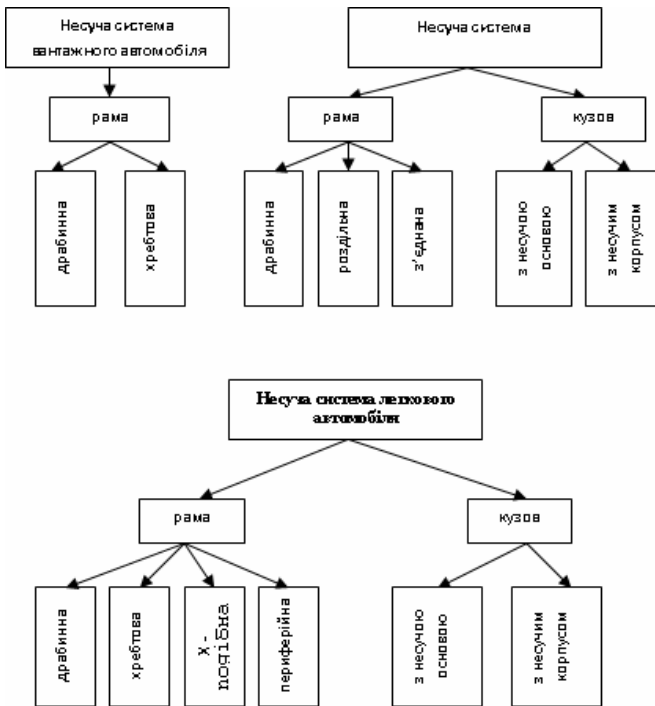 Несуча система
вантажного автомобіля
Несуча система
рама
рама
кузов
драбинна
хребтова
драбинна
роздільна
з’єднана
з несучою
основою
з несучим
корпусом
Несуча система легкового
автомобіля
рама
кузов
драбинна
хребтова
х-
подібна
периферійна
з несучою
основою
з несучим
корпусом